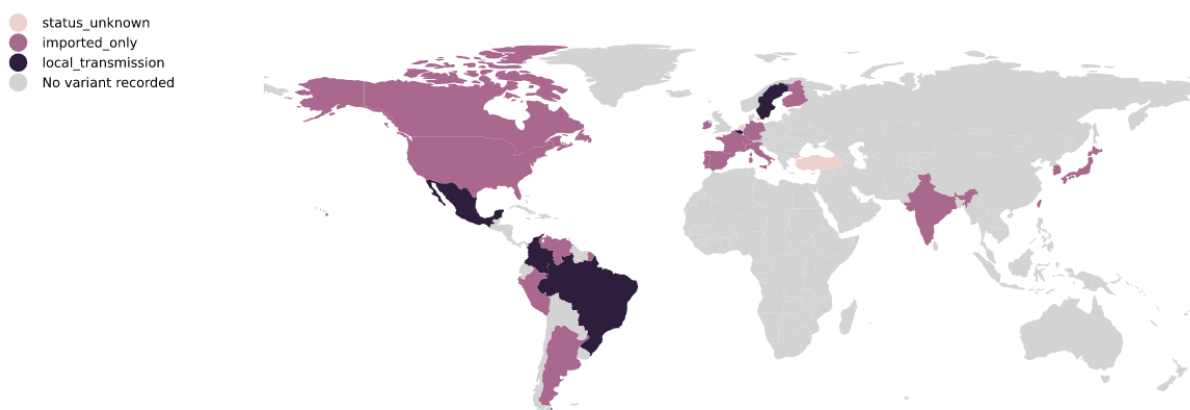 status_unknown
imported_only
local_transmission
No variant recorded